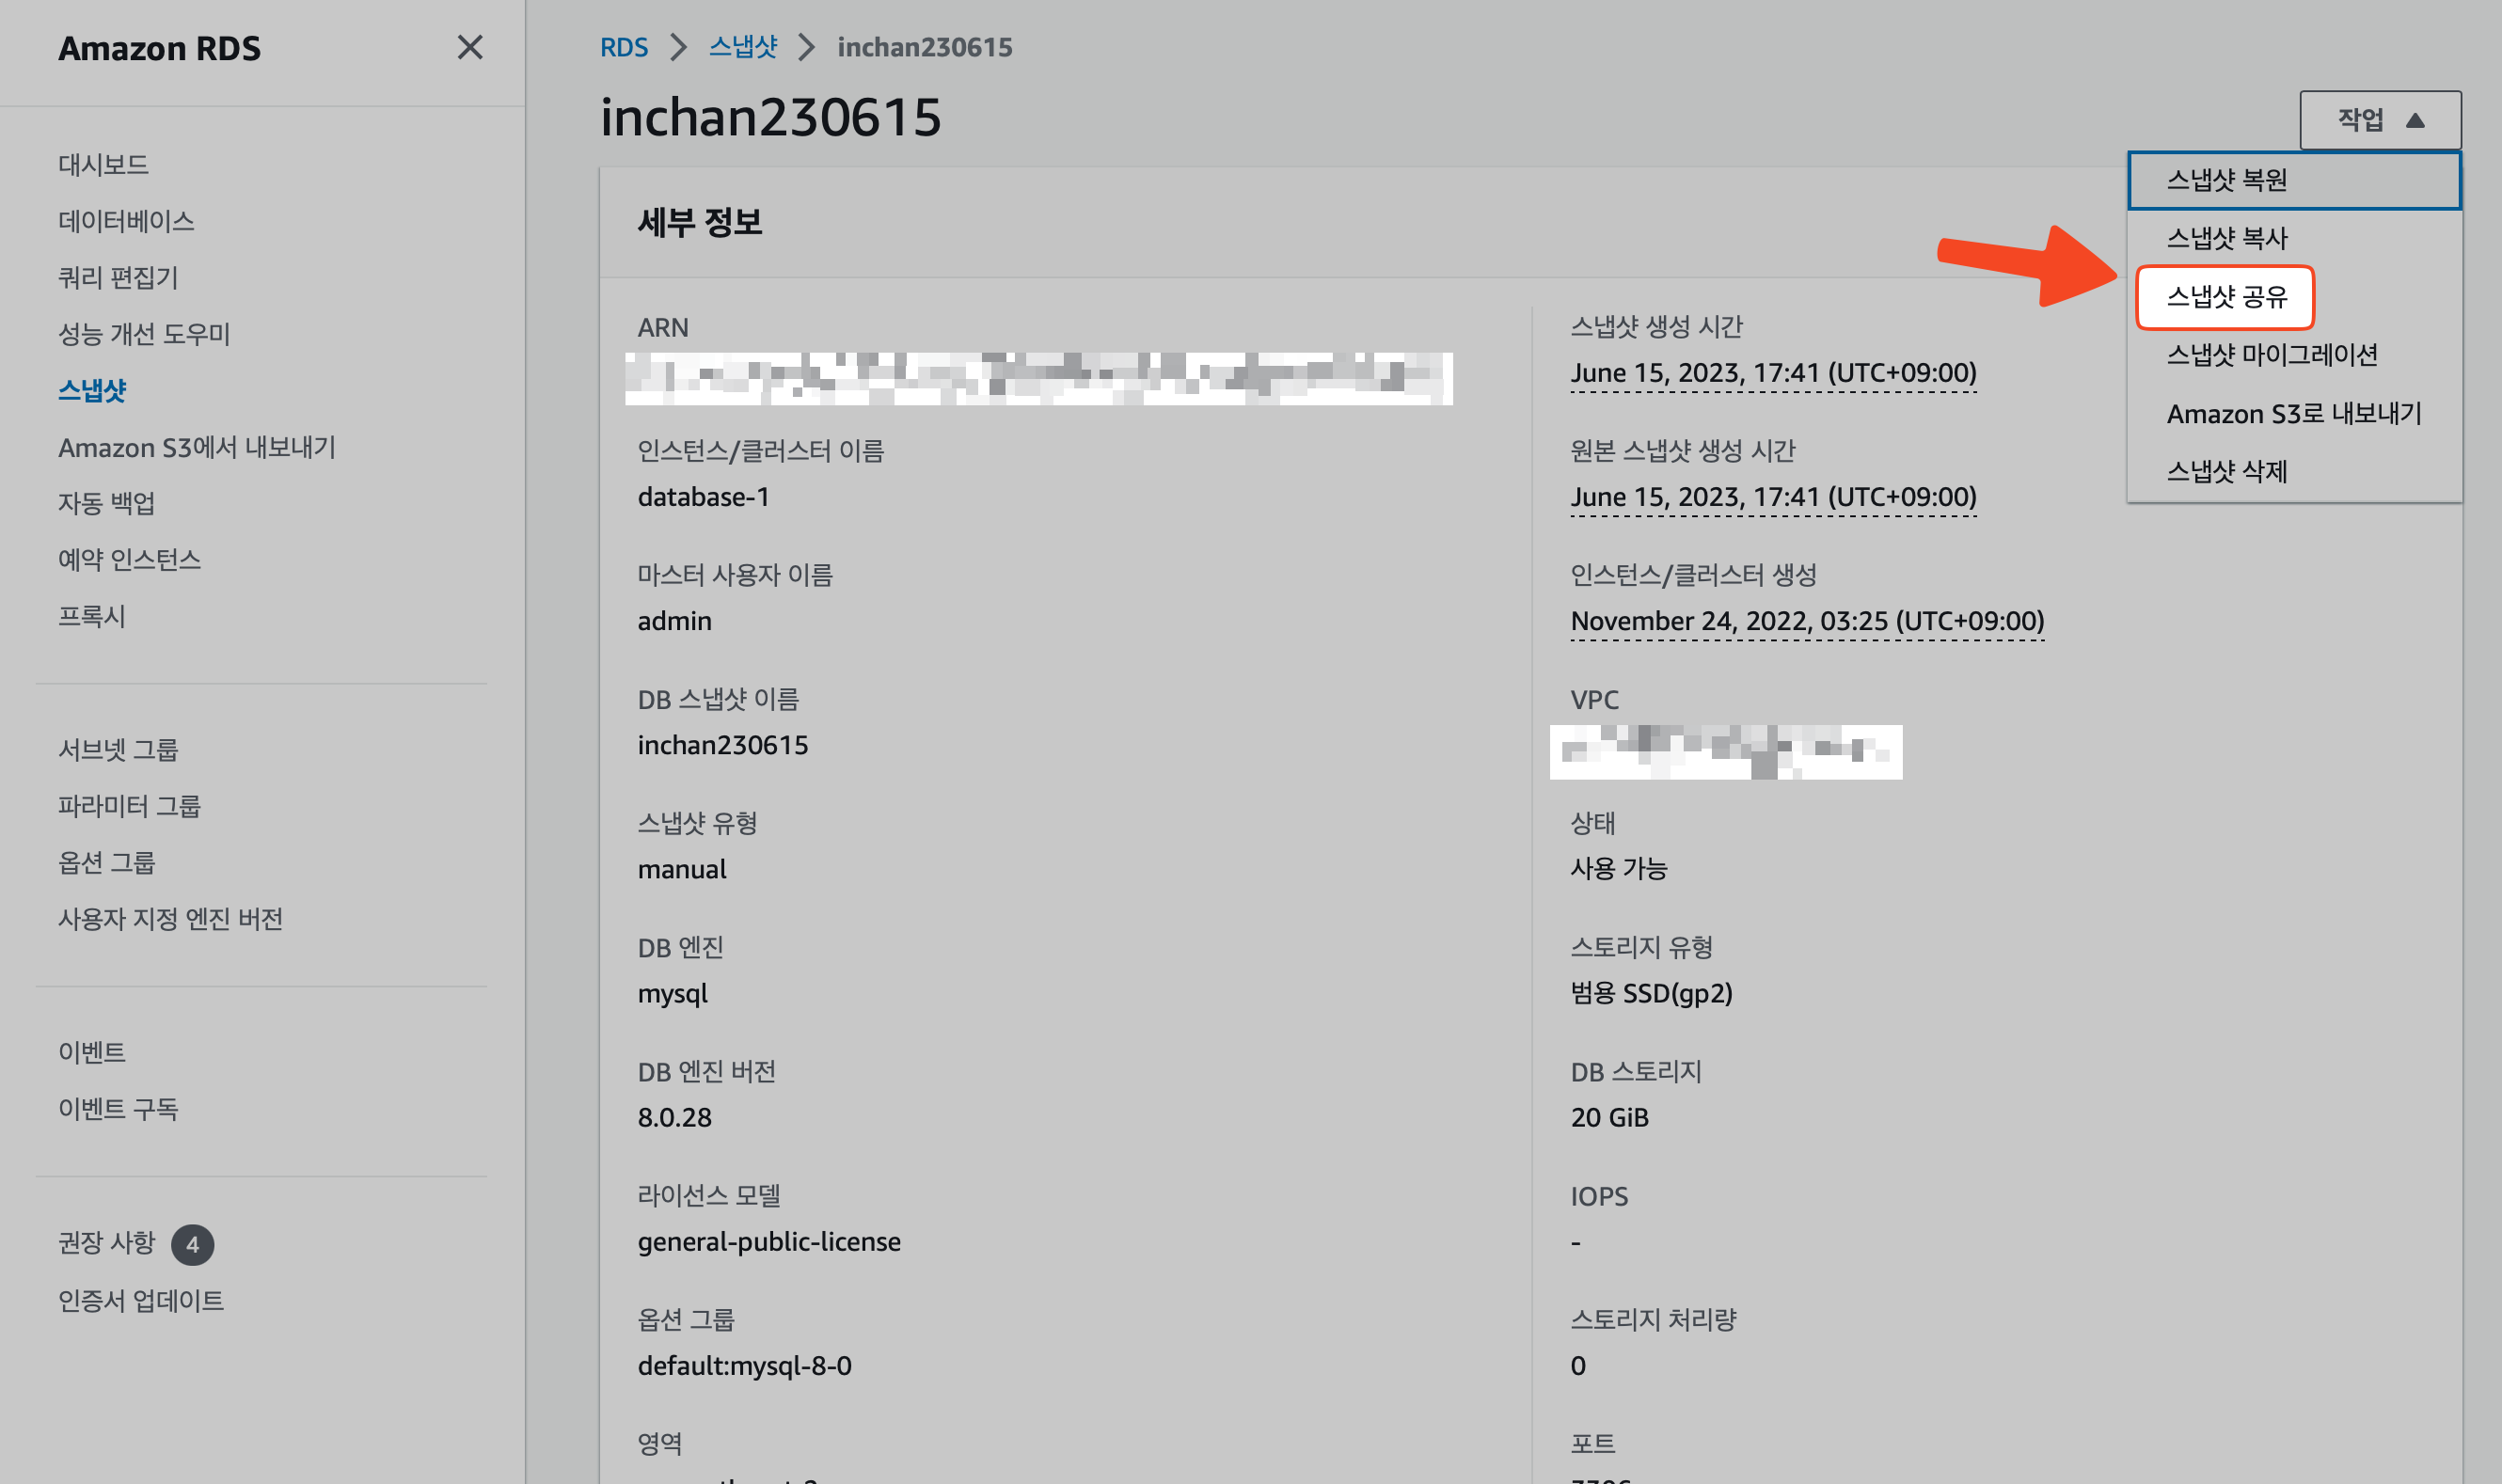 Amazon RDS
대시보드
데이터베이스
쿼리 편집기
성능 개선 도우미
스냅샷
Amazon S3에서 내보내기
자동 백업
예약 인스턴스
프록시
서브넷 그룹
파라미터 그룹
옵션 그룹
사용자 지정 엔진 버전
이벤트
이벤트 구독
권장 사항 4
인증서 업데이트
RDS > 스냅샷 > inchan230615
inchan230615
작업
스냅샷 복원
스냅샷 복사
스냅샷 공유
스냅샷 마이그레이션
Amazon S3로 내보내기
스냅샷 삭제
세부 정보
ARN
인스턴스/클러스터 이름
database-1
마스터 사용자 이름
admin
DB 스냅샷 이름
inchan230615
스냅샷 유형
manual
DB 엔진
mysql
DB 엔진 버전
8.0.28
라이선스 모델
general-public-license
옵션 그룹
default:mysql-8-0
영역
스냅샷 생성 시간
June 15, 2023, 17:41 (UTC+09:00)
원본 스냅샷 생성 시간
June 15, 2023, 17:41 (UTC+09:00)
인스턴스/클러스터 생성
November 24, 2022, 03:25 (UTC+09:00)
VPC
상태
사용 가능
스토리지 유형
범용 SSD(gp2)
DB 스토리지
20 GiB
IOPS
-
스토리지 처리량
0
포트